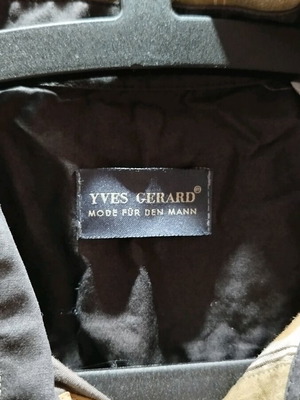 YVES GERARD®
MODE FÜR DEN MANN